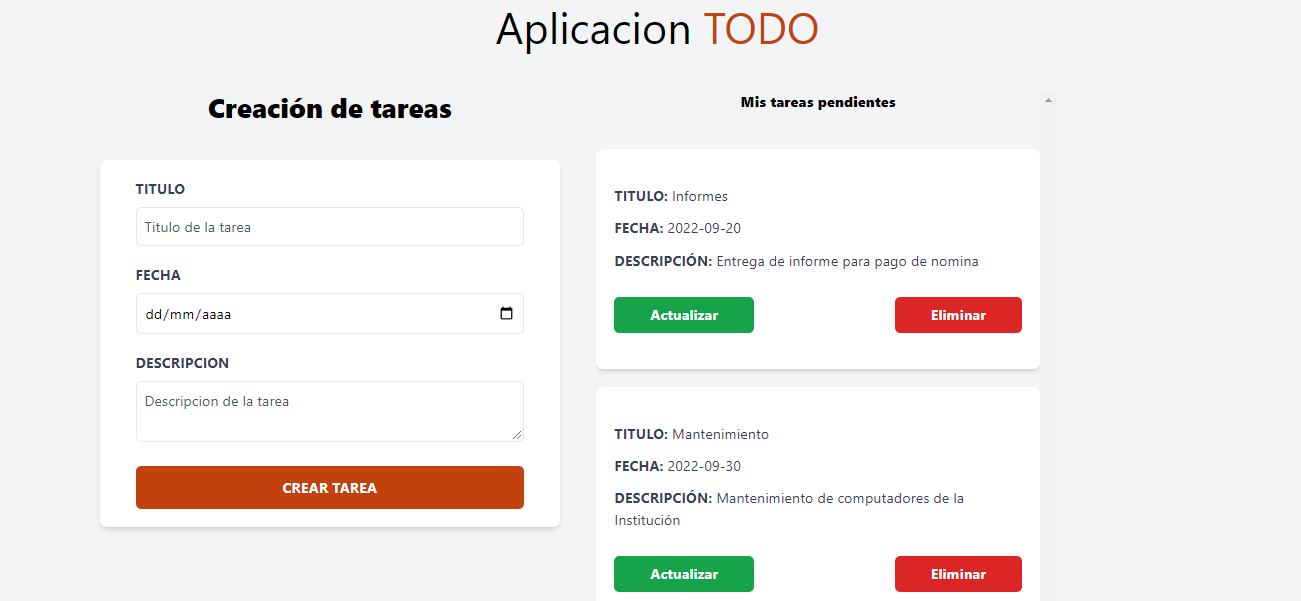 Aplicacion TODO
Creación de tareas
TITULO
Titulo de la tarea
FECHA
dd/mm/aaaa
DESCRIPCION
Descripcion de la tarea
CREAR TAREA
Mis tareas pendientes
TITULO: Informes
FECHA: 2022-09-20
DESCRIPCIÓN: Entrega de informe para pago de nomina
Actualizar
Eliminar
TITULO: Mantenimiento
FECHA: 2022-09-30
DESCRIPCIÓN: Mantenimiento de computadores de la
Institución
Actualizar
Eliminar